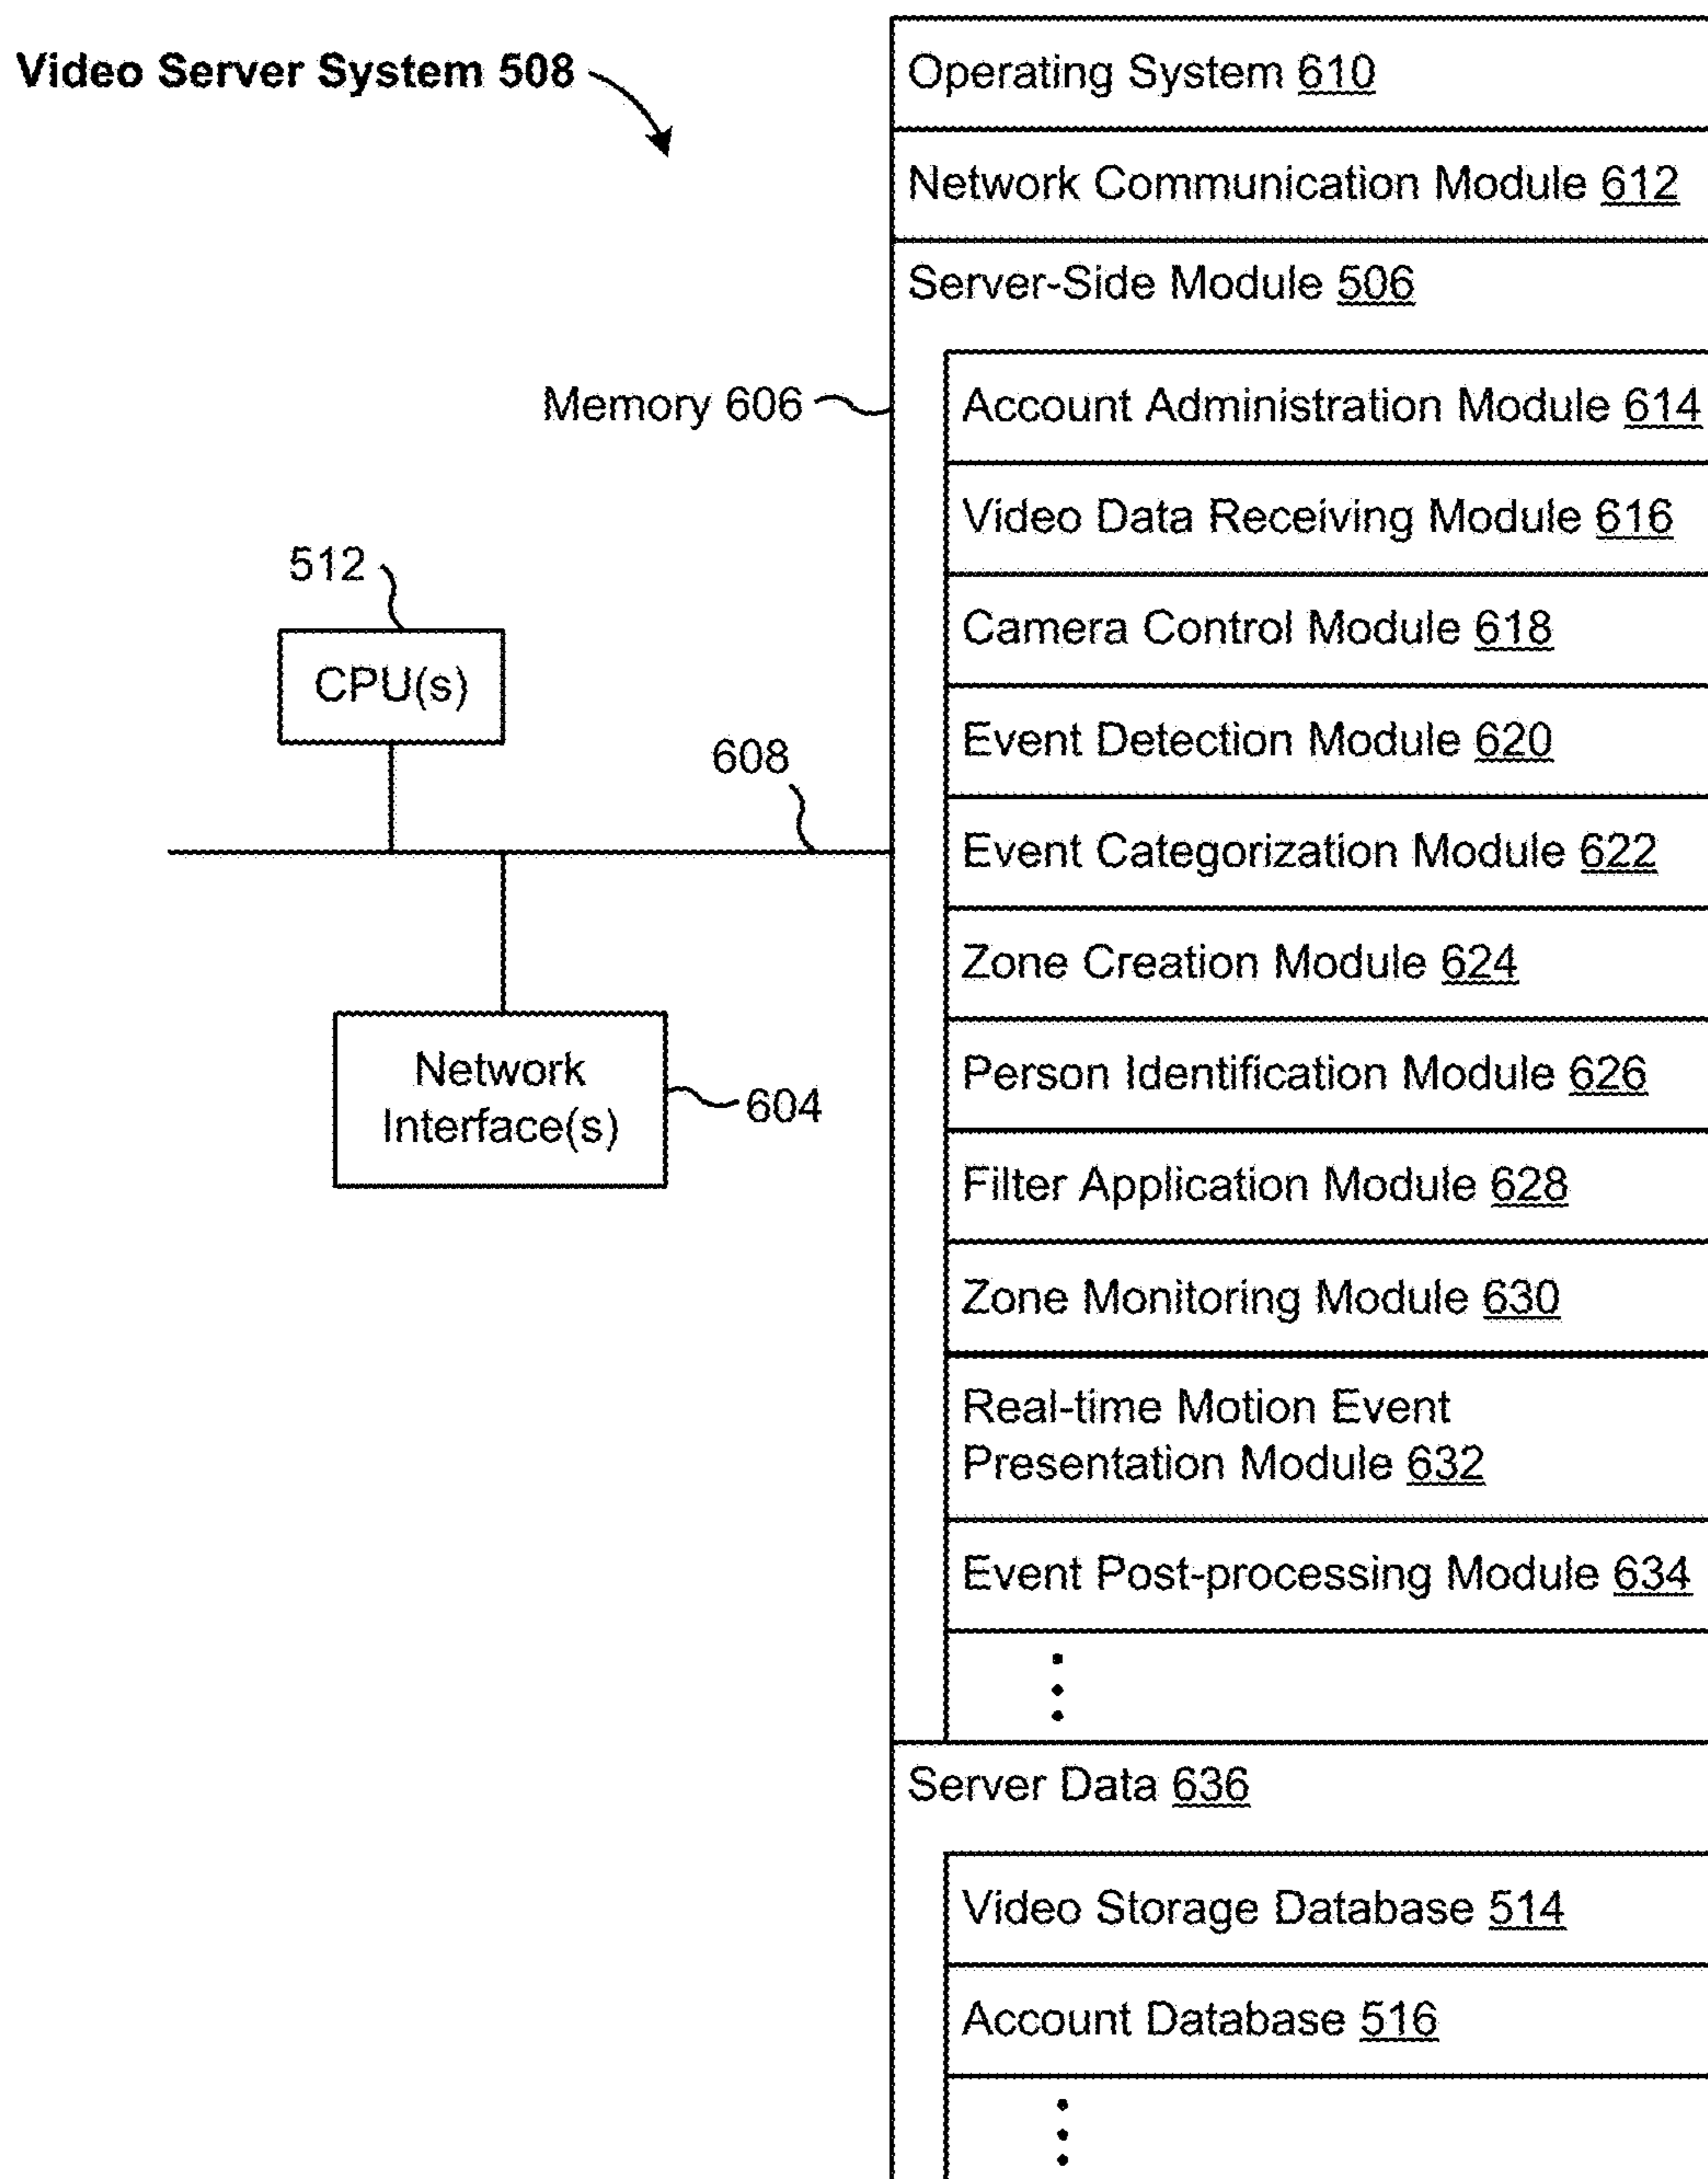 Video Server System 508
Operating System 610
Network Communication Module 612
Server-Side Module 506
Memory 606
Account Administration Module 614
Video Data Receiving Module 616
512
CPU(s)
Camera Control Module 618
Event Detection Module 620
608
Event Categorization Module 622
Zone Creation Module 624
Network
Interface(s)
604
Person Identification Module 626
Filter Application Module 628
Zone Monitoring Module 630
Real-time Motion Event
Presentation Module 632
Event Post-processing Module 634
Server Data 636
Video Storage Database 514
Account Database 516